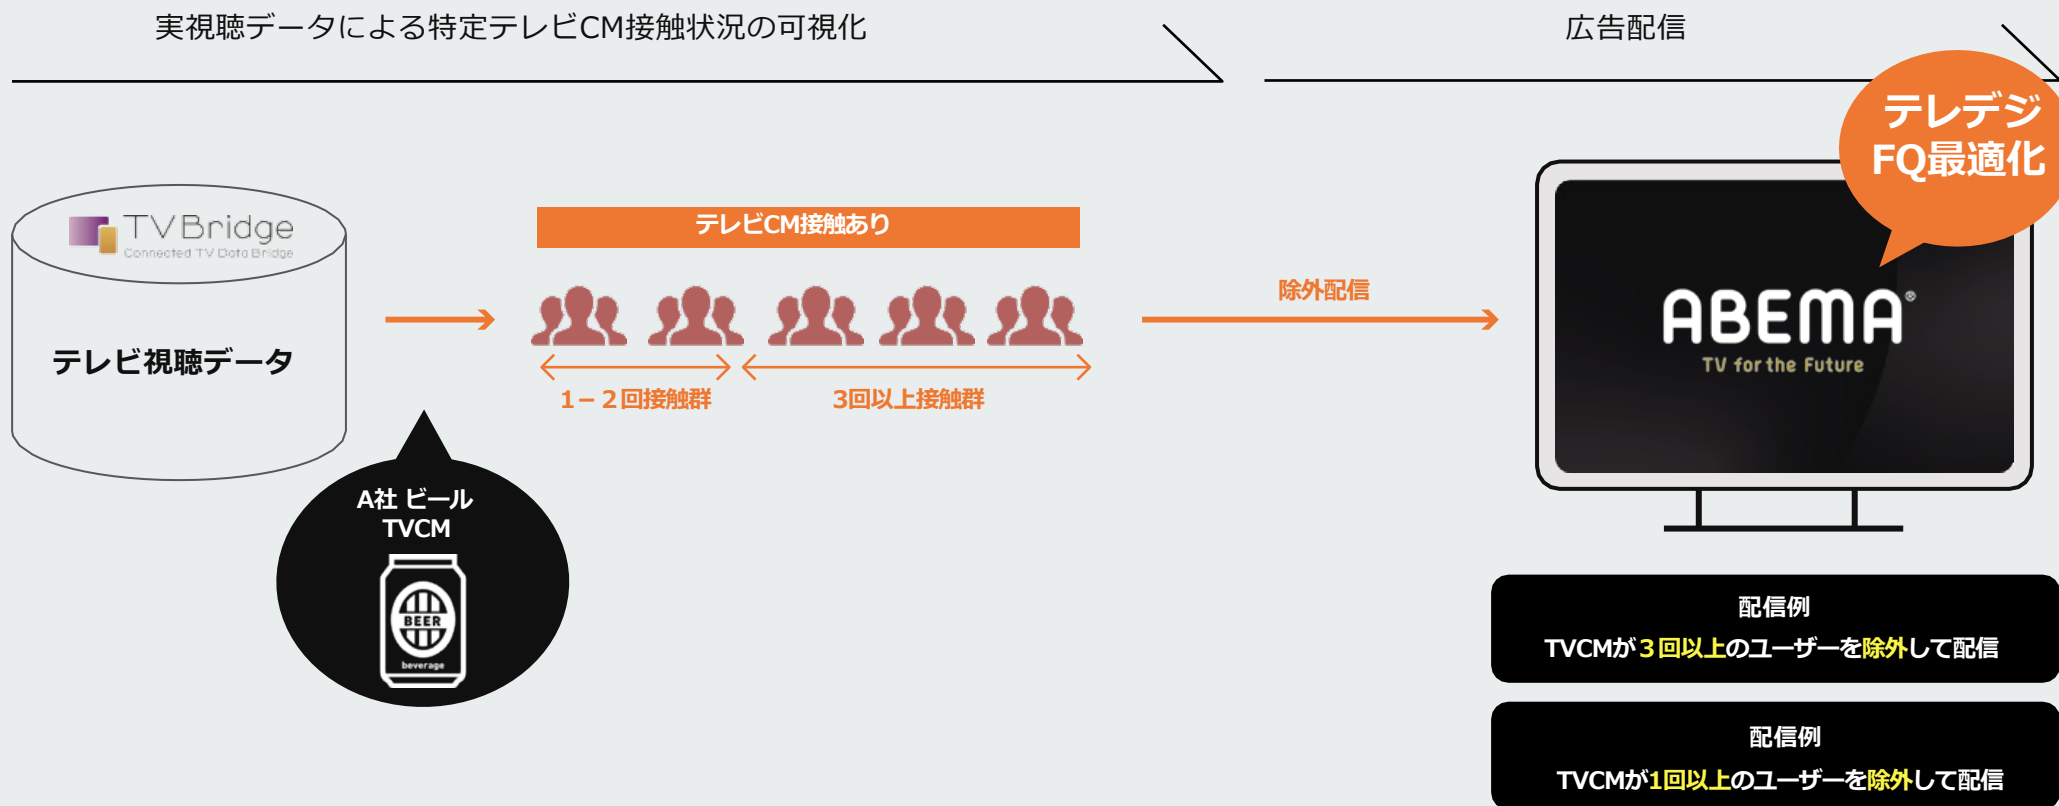 実視聴データによる特定テレビCM接触状況の可視化
広告配信
テレデジ
FQ最適化
TVBridge
Connected TV Data Bridge
テレビ視聴データ
テレビCM接触あり
1－２回接触群
3回以上接触群
除外配信
ABEMA®
TV for the Future
A社 ビール
TVCM
BEER
beverage
配信例
TVCMが３回以上のユーザーを除外して配信
配信例
TVCMが1回以上のユーザーを除外して配信